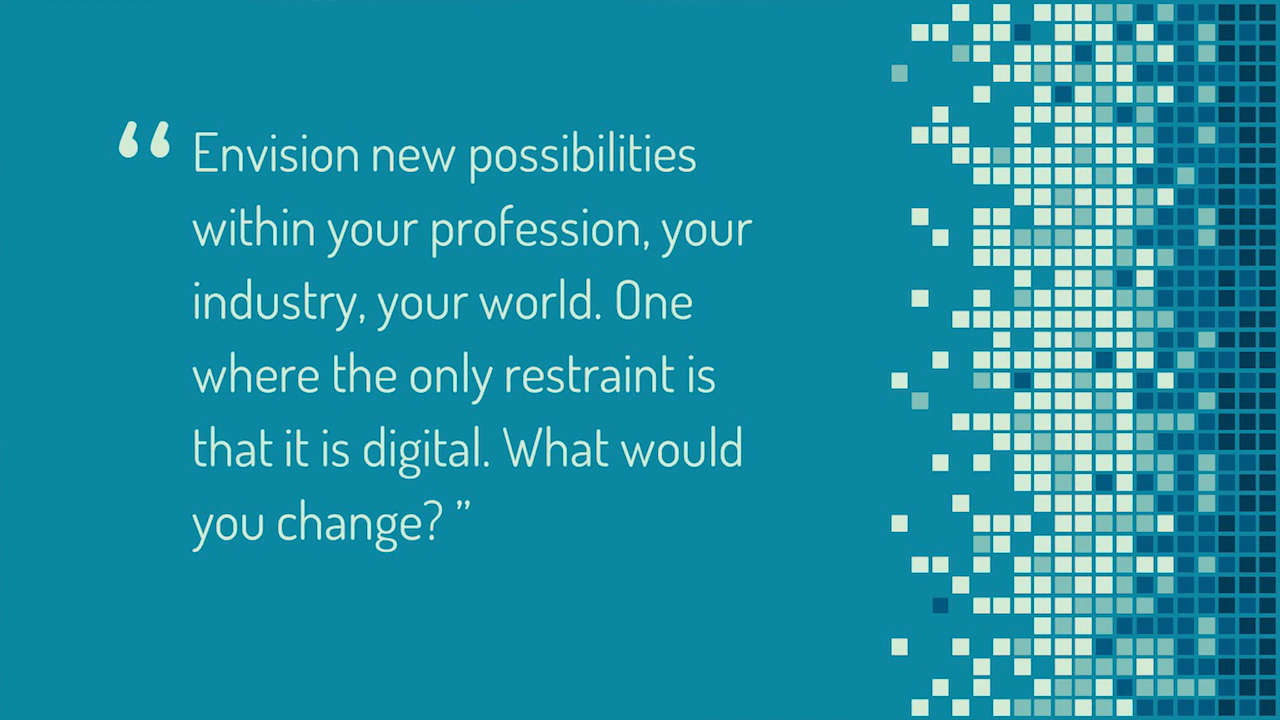 “ Envision new possibilities
within your profession, your
industry, your world. One
where the only restraint is
that it is digital. What would
you change? ”